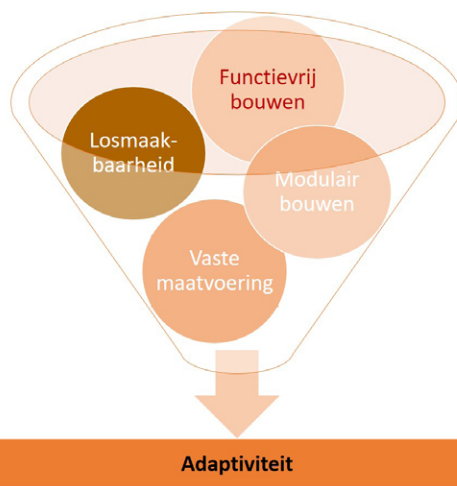 Functievrij
bouwen
Losmaak-
baarheid
Modulair
bouwen
Vaste
maatvoering
Adaptiviteit